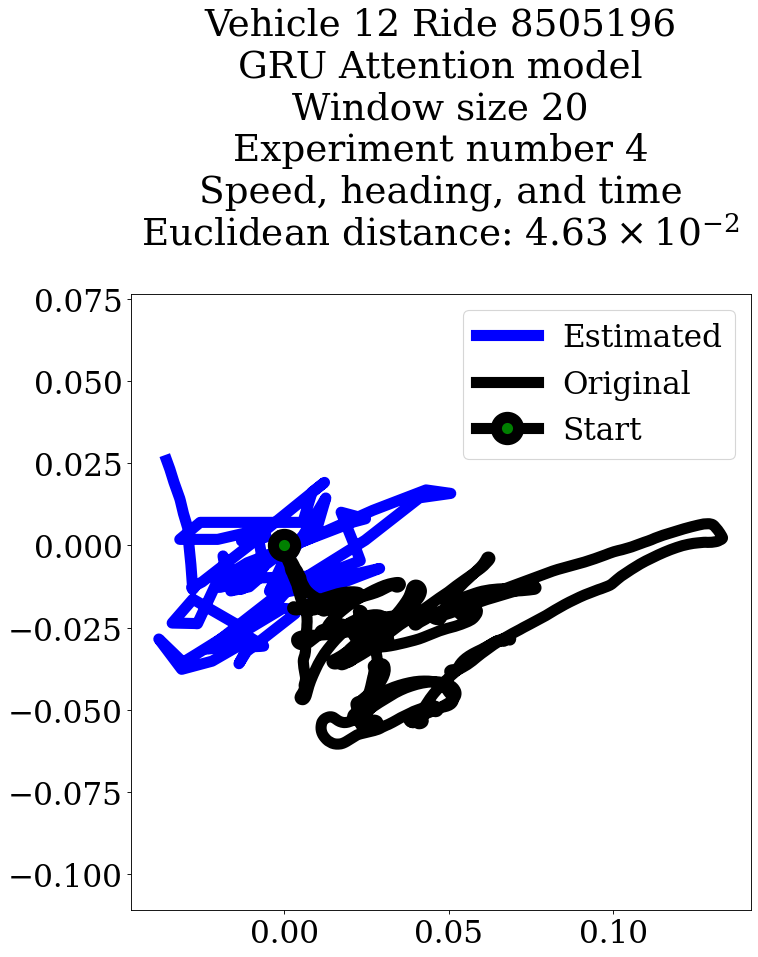 Vehicle 12 Ride 8505196
GRU Attention model
Window size 20
Experiment number 4
Speed, heading, and time
Euclidean distance: 4.63 × 10⁻²
0.075
0.050
0.025
0.000
−0.025
−0.050
−0.075
−0.100
Estimated
Original
Start
0.00
0.05
0.10